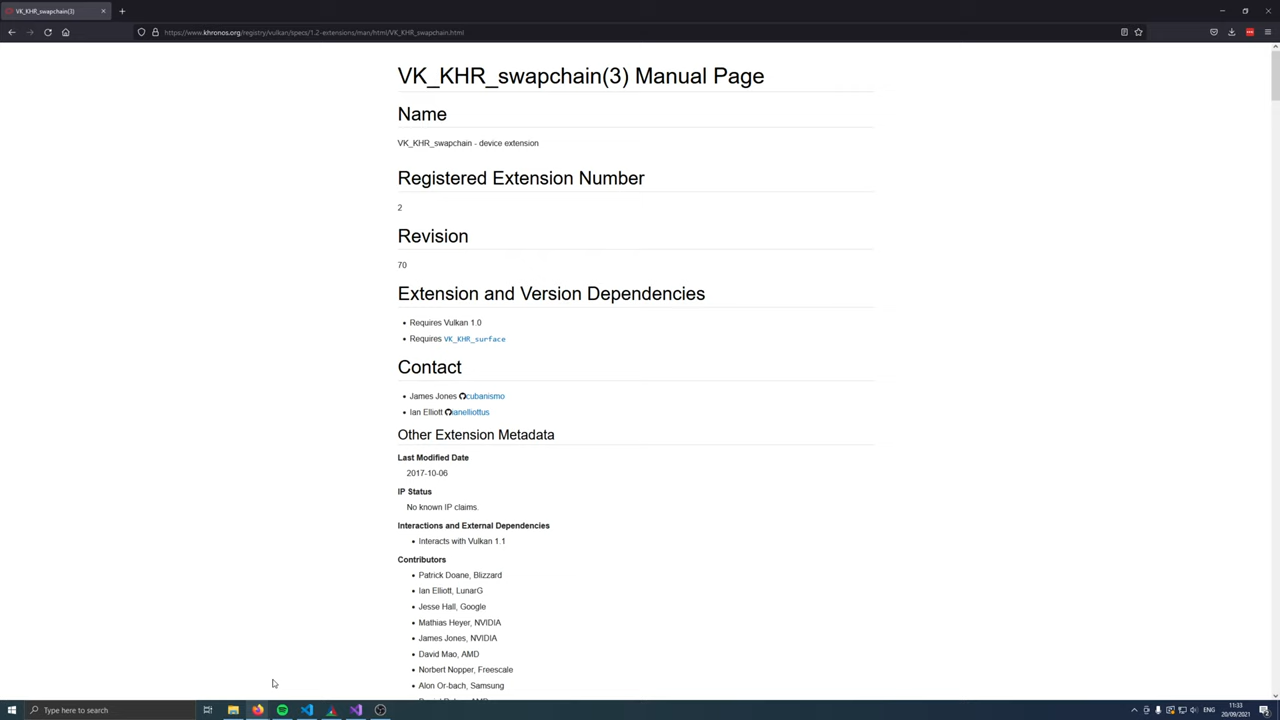 VK_KHR_swapchain(3)
https://www.khronos.org/registry/vulkan/specs/1.2-extensions/man/html/VK_KHR_swapchain.html
VK_KHR_swapchain(3) Manual Page
Name
VK_KHR_swapchain - device extension
Registered Extension Number
2
Revision
70
Extension and Version Dependencies
• Requires Vulkan 1.0
• Requires VK_KHR_surface
Contact
• James Jones cubanismo
• Ian Elliott ianelliottus
Other Extension Metadata
Last Modified Date
2017-10-06
IP Status
No known IP claims.
Interactions and External Dependencies
• Interacts with Vulkan 1.1
Contributors
• Patrick Doane, Blizzard
• Ian Elliott, LunarG
• Jesse Hall, Google
• Mathias Heyer, NVIDIA
• James Jones, NVIDIA
• David Mao, AMD
• Norbert Nopper, Freescale
• Alon Or-bach, Samsung
Type here to search
ENG
11:33
20/09/2021